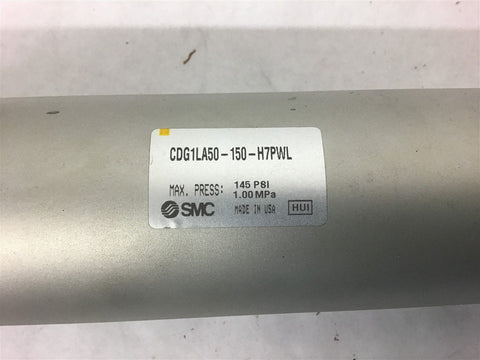 CDG1LA50-150-H7PWL
MAX. PRESS: 145 PSI
1.00 MPa
SMC MADE IN USA HUI